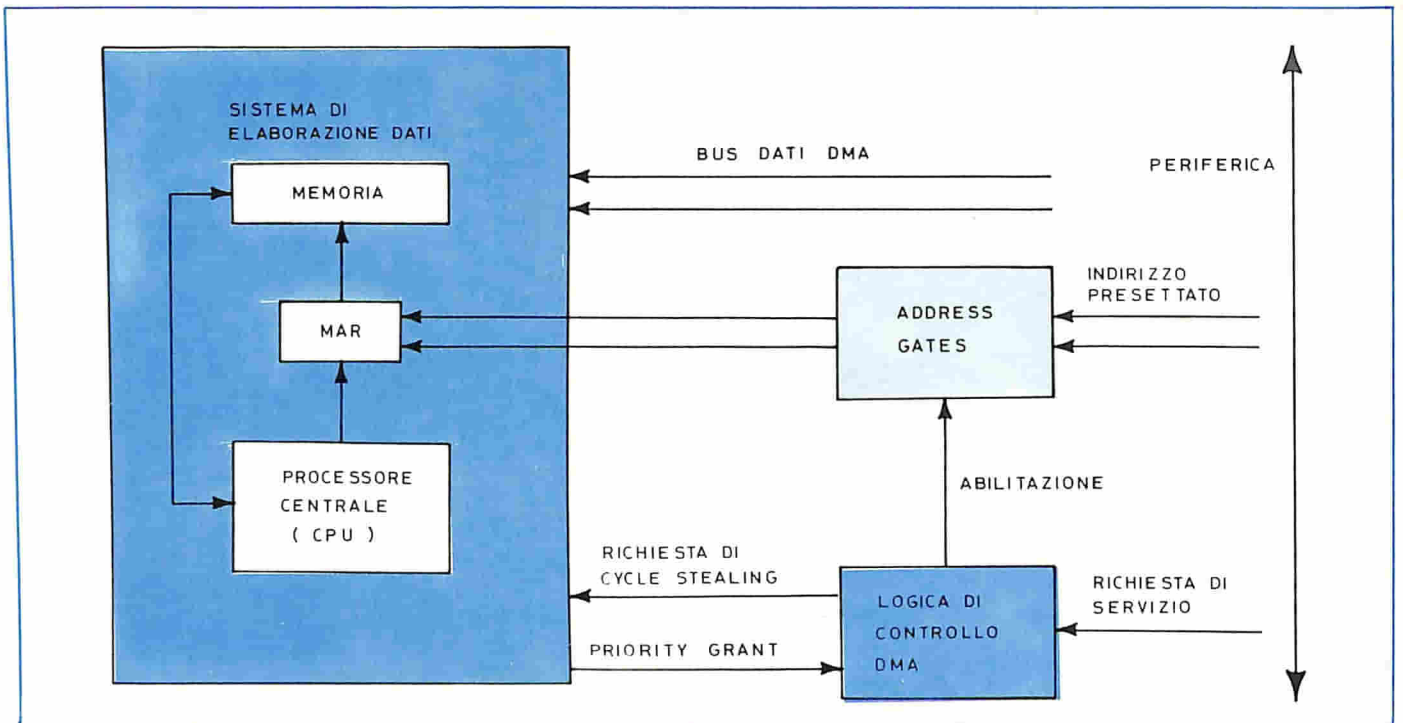 SISTEMA DI
ELABORAZIONE DATI
MEMORIA
MAR
PROCESSORE
CENTRALE
( CPU )
BUS DATI DMA
PERIFERICA
ADDRESS
GATES
INDIRIZZO
PRESETTATO
ABILITAZIONE
RICHIESTA DI
CYCLE STEALING
PRIORITY GRANT
LOGICA DI
CONTROLLO
DMA
RICHIESTA DI
SERVIZIO